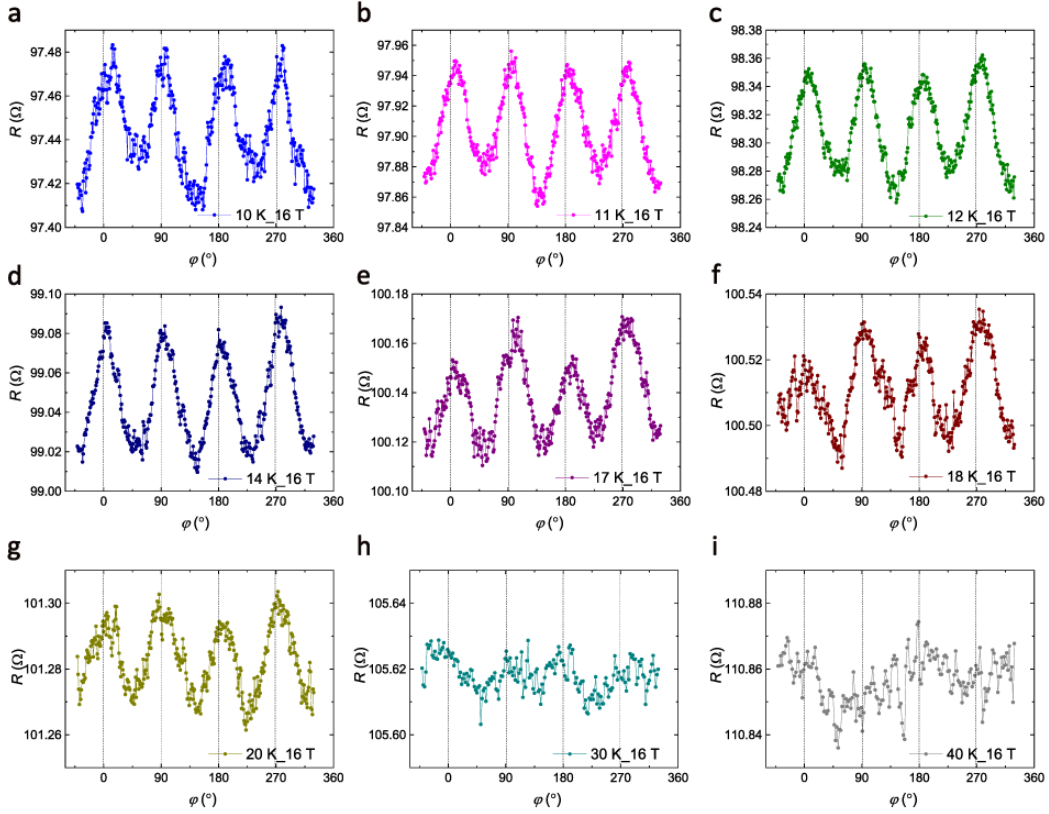 a
R (Ω)
97.48
97.46
97.44
97.42
97.40
0 90 180 270 360
φ (°)
10 K_16 T
b
R (Ω)
97.96
97.94
97.92
97.90
97.88
97.86
97.84
0 90 180 270 360
φ (°)
11 K_16 T
c
R (Ω)
98.38
98.36
98.34
98.32
98.30
98.28
98.26
98.24
0 90 180 270 360
φ (°)
12 K_16 T
d
R (Ω)
99.10
99.08
99.06
99.04
99.02
99.00
0 90 180 270 360
φ (°)
14 K_16 T
e
R (Ω)
100.18
100.16
100.14
100.12
100.10
0 90 180 270 360
φ (°)
17 K_16 T
f
R (Ω)
100.54
100.52
100.50
100.48
0 90 180 270 360
φ (°)
18 K_16 T
g
R (Ω)
101.30
101.28
101.26
0 90 180 270 360
φ (°)
20 K_16 T
h
R (Ω)
105.64
105.62
105.60
0 90 180 270 360
φ (°)
30 K_16 T
i
R (Ω)
110.88
110.86
110.84
0 90 180 270 360
φ (°)
40 K_16 T